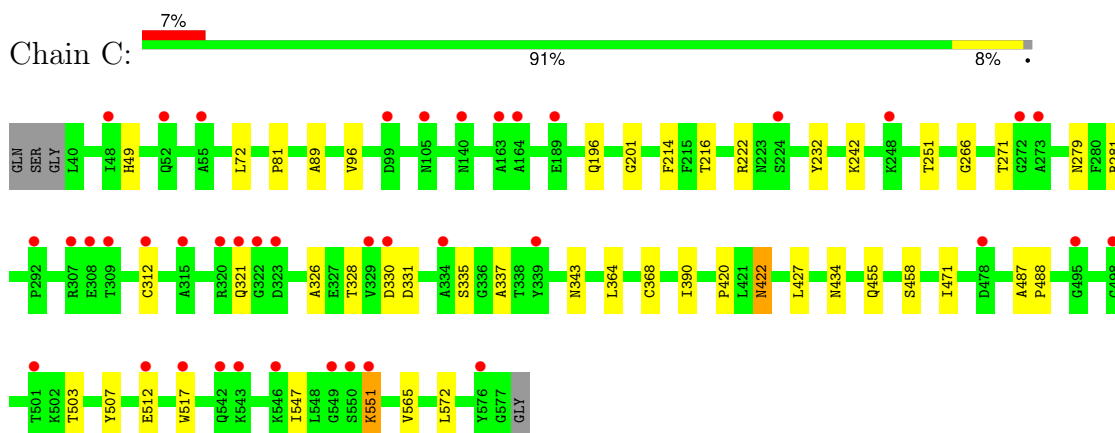 7%
Chain C:
91% 8% •
GLN SER GLY L40 I48 H49 Q52 A55 L72 P81 A89 V96 D99 N105 N140 A163 A164 E189 Q196 G201 F214 F215 T216 R222 N223 S224 Y232 K242 K248 T251 G266 T271 G272 A273 N279 F280
P292 R307 E308 T309 C312 A315 R320 Q321 G322 D323 A326 E327 T328 V329 D330 D331 A334 S335 G336 A337 T338 Y339 N343 L364 C368 I390 P420 L421 N422 L427 N434 Q455 S458 I471 D478 A487 P488 G495
T501 K502 T503 Y507 E512 W517 Q542 K543 K546 I547 L548 G549 S550 K551 V565 L572 Y576 G577 GLY